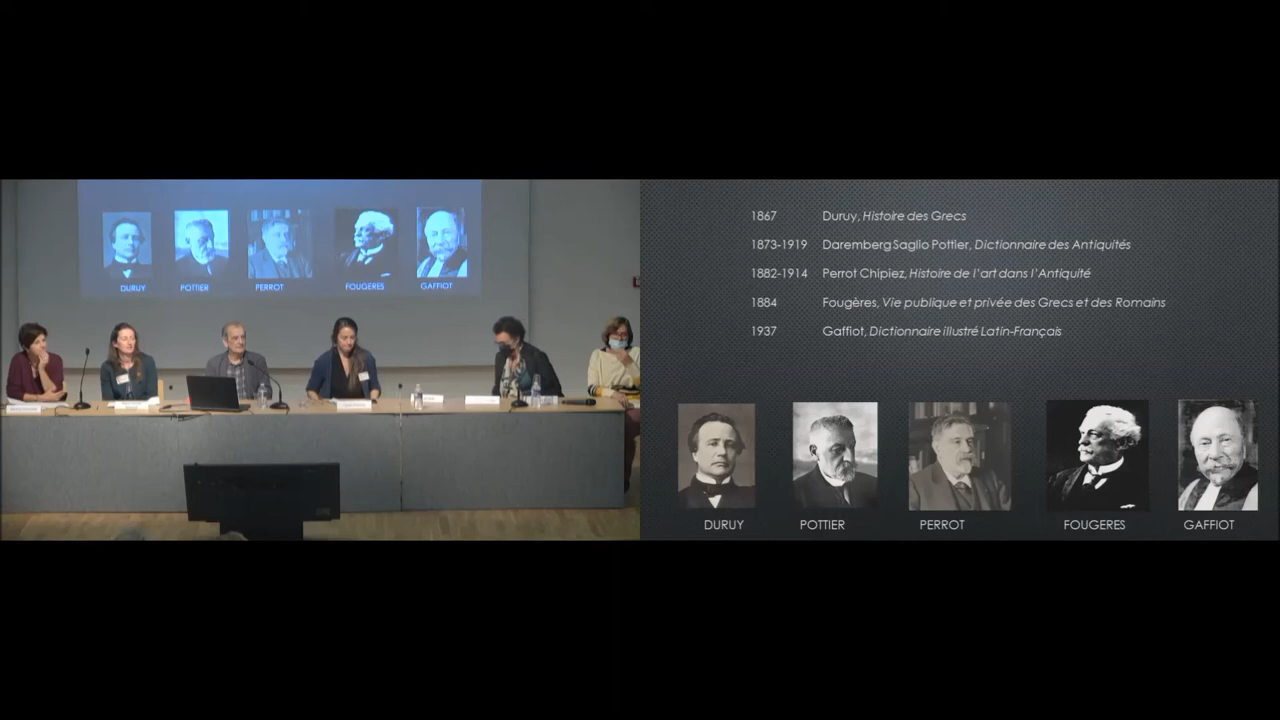 DURUY POTTIER PERROT FOUGERES GAFFIOT
1867 Duruy, Histoire des Grecs
1873-1919 Daremberg Saglio Pottier, Dictionnaire des Antiquités
1882-1914 Perrot Chipiez, Histoire de l'art dans l'Antiquité
1884 Fougères, Vie publique et privée des Grecs et des Romains
1937 Gaffiot, Dictionnaire illustré Latin-Français
DURUY POTTIER PERROT FOUGERES GAFFIOT